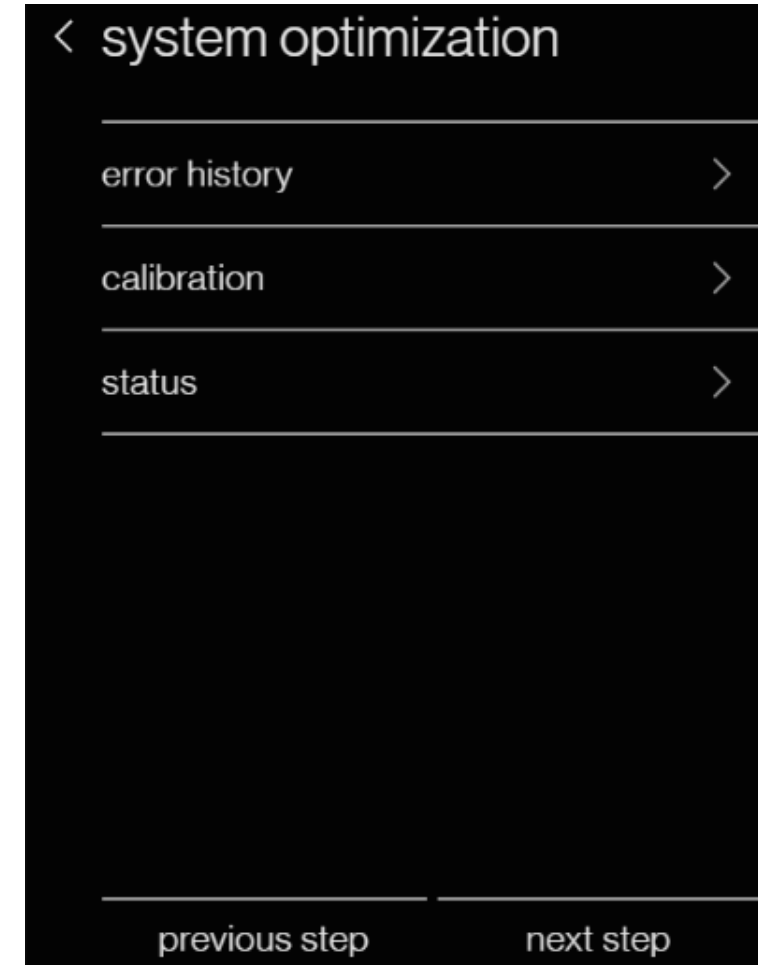 system optimization
error history
calibration
status
previous step next step